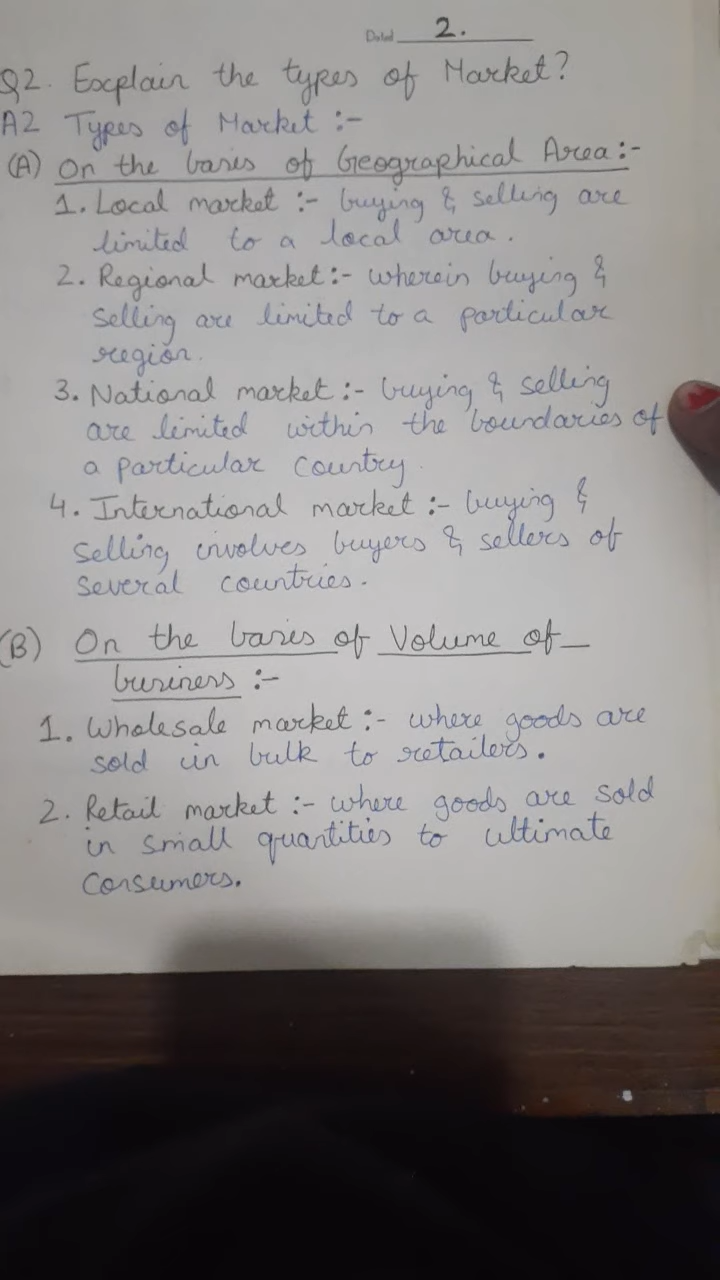 Dated 2.
Q2. Explain the types of Market?
A2 Types of Market :-
(A) On the basis of Geographical Area:-
1. Local market :- buying & selling are
limited to a local area.
2. Regional market:- wherein buying &
selling are limited to a particular
region.
3. National market :- buying & selling
are limited within the boundaries of
a particular country.
4. International market :- buying &
selling involves buyers & sellers of
several countries.
(B) On the basis of Volume of
business :-
1. Wholesale market :- where goods are
sold in bulk to retailers.
2. Retail market :- where goods are sold
in small quantities to ultimate
consumers.